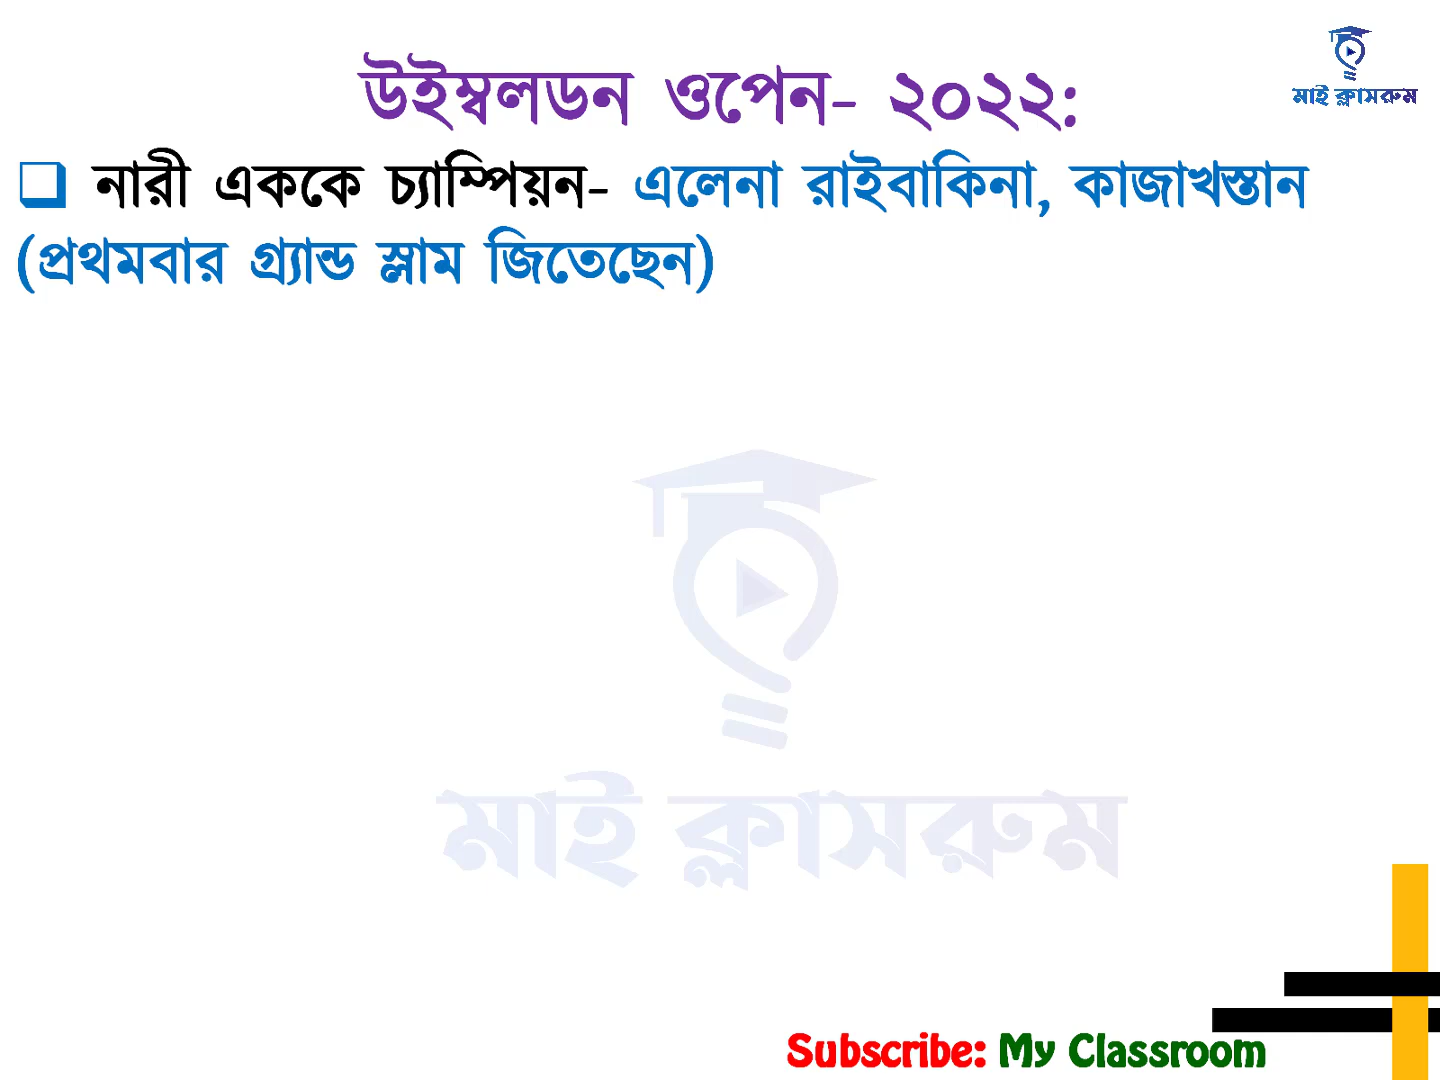 উইম্বলডন ওপেন- ২০২২:
মাই ক্লাসরুম
❑ নারী এককে চ্যাম্পিয়ন- এলেনা রাইবাকিনা, কাজাখস্তান
(প্রথমবার গ্র্যান্ড স্লাম জিতেছেন)
মাই ক্লাসরুম
Subscribe: My Classroom